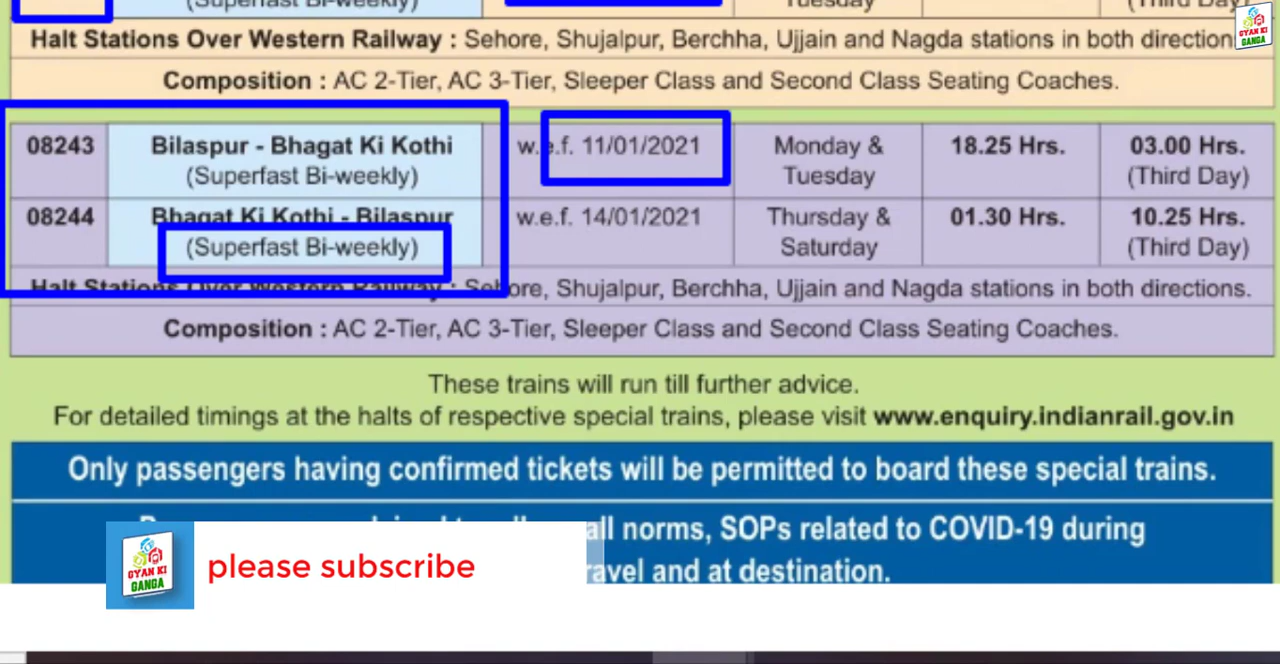 (Superfast Bi-weekly) Tuesday (Third Day)
Halt Stations Over Western Railway : Sehore, Shujalpur, Berchha, Ujjain and Nagda stations in both direction
GYAN KI
GANGA
Composition : AC 2-Tier, AC 3-Tier, Sleeper Class and Second Class Seating Coaches.
08243 Bilaspur - Bhagat Ki Kothi w.e.f. 11/01/2021 Monday & 18.25 Hrs. 03.00 Hrs.
(Superfast Bi-weekly) Tuesday (Third Day)
08244 Bhagat Ki Kothi - Bilaspur w.e.f. 14/01/2021 Thursday & 01.30 Hrs. 10.25 Hrs.
(Superfast Bi-weekly) Saturday (Third Day)
Halt Stations Over Western Railway : Sehore, Shujalpur, Berchha, Ujjain and Nagda stations in both directions.
Composition : AC 2-Tier, AC 3-Tier, Sleeper Class and Second Class Seating Coaches.
These trains will run till further advice.
For detailed timings at the halts of respective special trains, please visit www.enquiry.indianrail.gov.in
Only passengers having confirmed tickets will be permitted to board these special trains.
all norms, SOPs related to COVID-19 during
ravel and at destination.
GYAN KI
GANGA
please subscribe